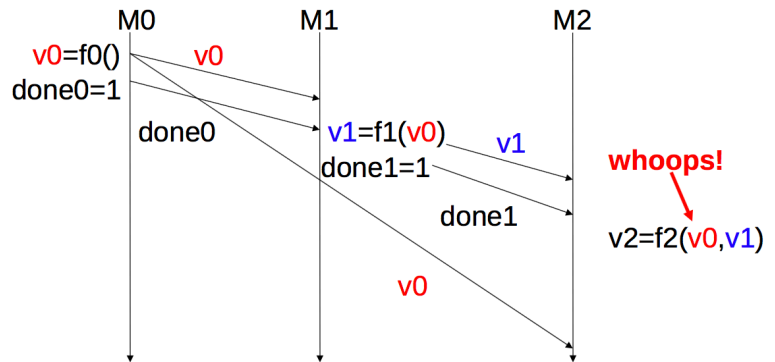 M0
M1
M2
v0=f0()
v0
done0=1
done0
v1=f1(v0)
v1
done1=1
whoops!
done1
v2=f2(v0,v1)
v0